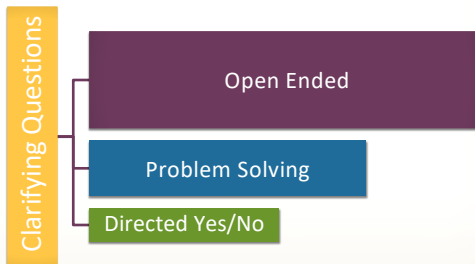 Clarifying Questions
Open Ended
Problem Solving
Directed Yes/No